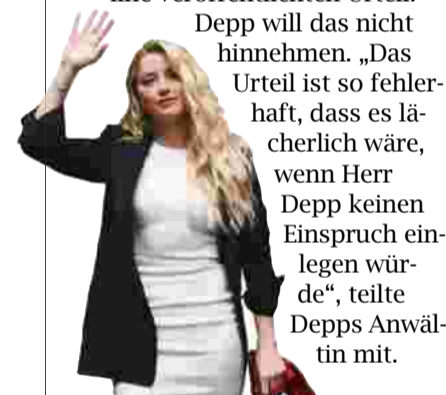 Depp will das nicht
hinnehmen. „Das
Urteil ist so fehler-
haft, dass es lä-
cherlich wäre,
wenn Herr
Depp keinen
Einspruch ein-
legen wür-
de“, teilte
Depps Anwäl-
tin mit.